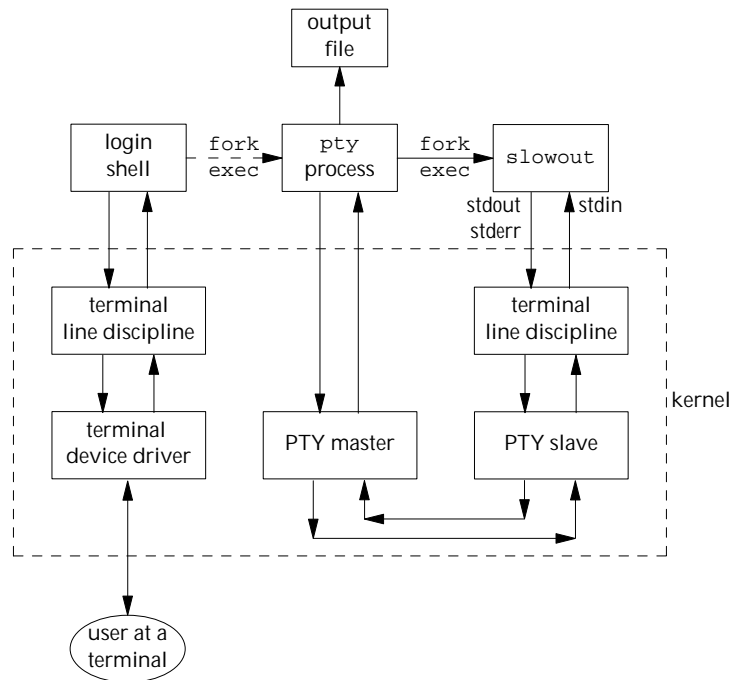 output
file
login
shell
fork
exec
pty
process
fork
exec
slowout
stdout
stderr
stdin
terminal
line discipline
terminal
line discipline
kernel
terminal
device driver
PTY master
PTY slave
user at a
terminal